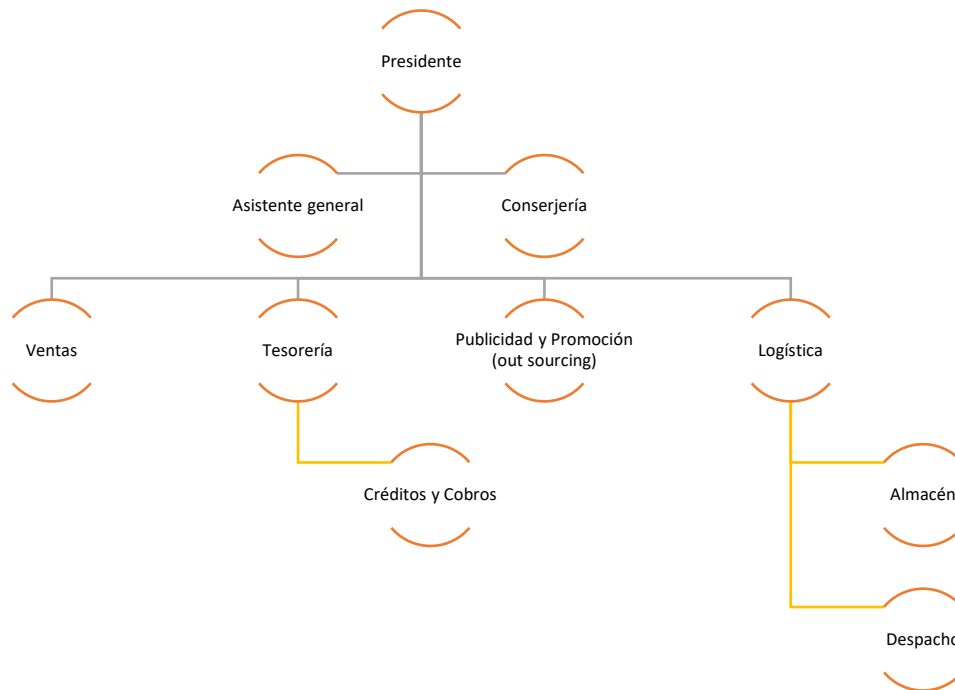 Presidente
Asistente general
Conserjería
Ventas
Tesorería
Publicidad y Promoción
(out sourcing)
Logística
Créditos y Cobros
Almacén
Despacho